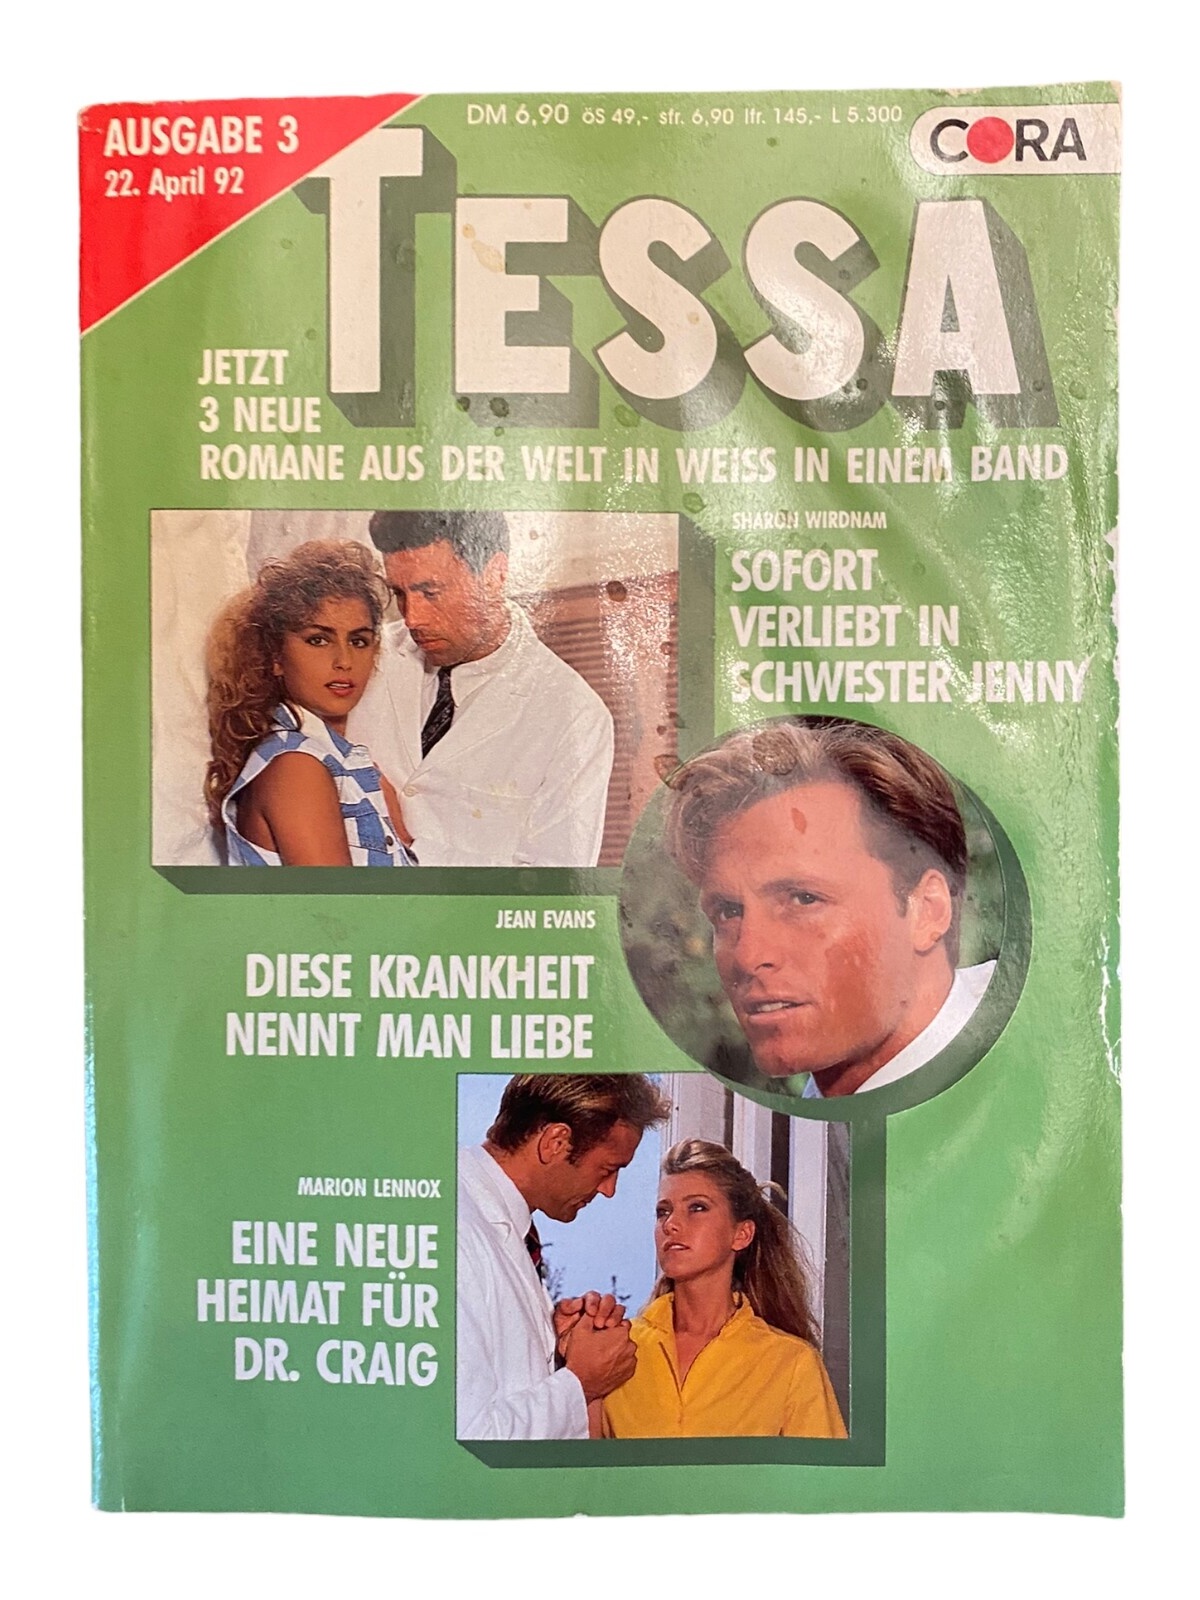 AUSGABE 3
22. April 92
DM 6,90 öS 49,- sfr. 6,90 lfr. 145,- L 5.300
CORA
TESSA
JETZT
3 NEUE
ROMANE AUS DER WELT IN WEISS IN EINEM BAND
SHARON WIRDNAM
SOFORT
VERLIEBT IN
SCHWESTER JENNY
JEAN EVANS
DIESE KRANKHEIT
NENNT MAN LIEBE
MARION LENNOX
EINE NEUE
HEIMAT FÜR
DR. CRAIG